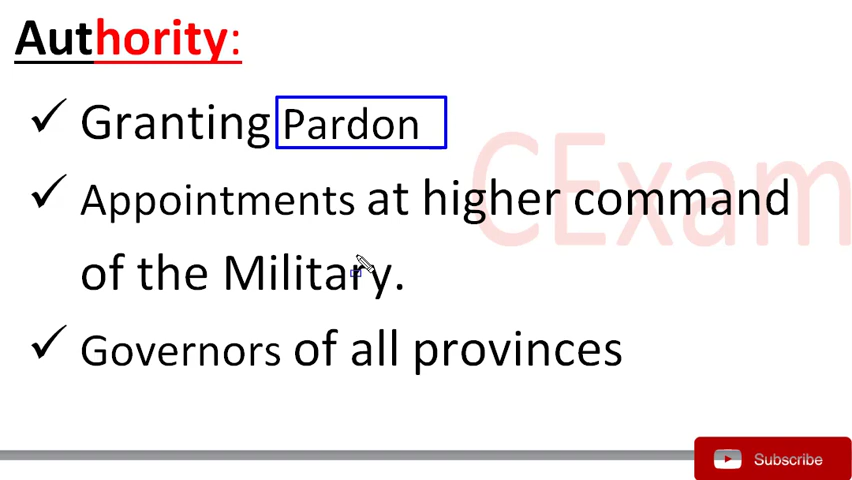 Authority:
✓ Granting Pardon
✓ Appointments at higher command
of the Military.
✓ Governors of all provinces
CExam
Subscribe